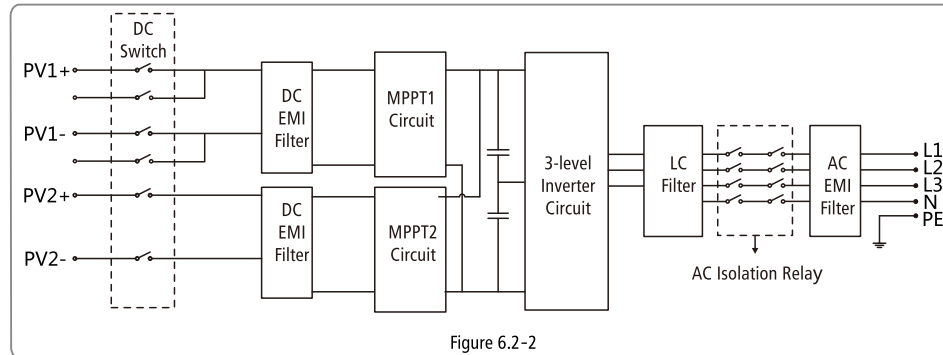 DC
Switch
PV1+
PV1-
PV2+
PV2-
DC
EMI
Filter
DC
EMI
Filter
MPPT1
Circuit
MPPT2
Circuit
3-level
Inverter
Circuit
LC
Filter
AC
EMI
Filter
L1
L2
L3
N
PE
AC Isolation Relay
Figure 6.2-2